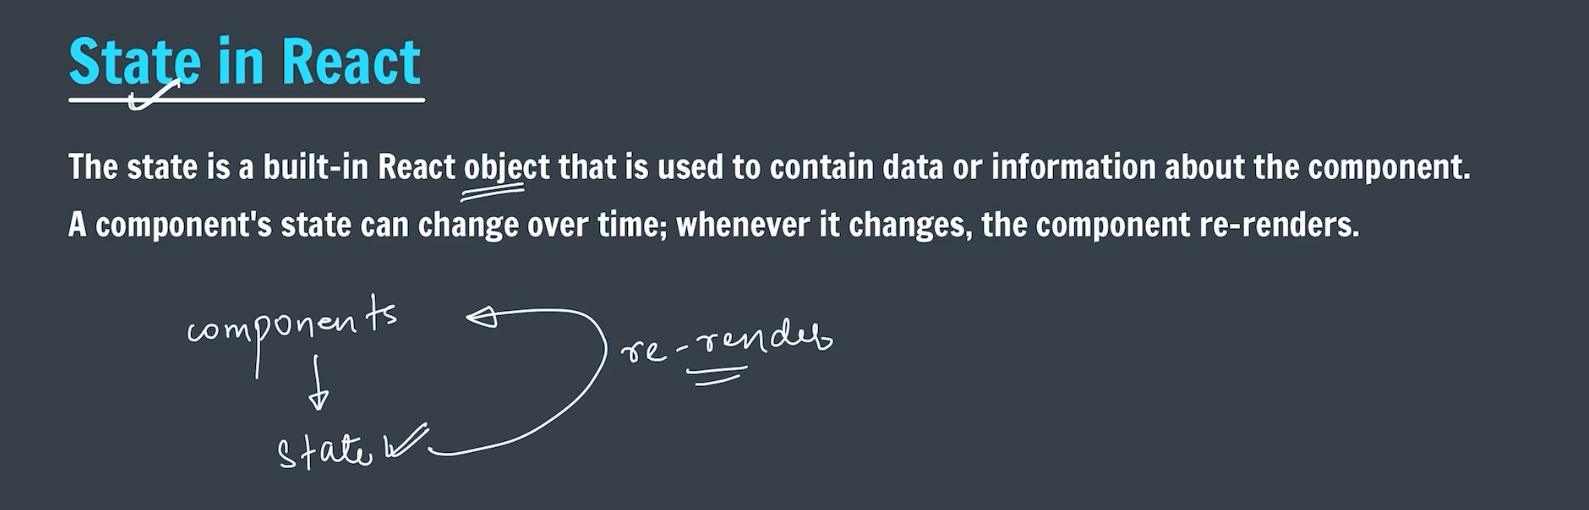 State in React
The state is a built-in React object that is used to contain data or information about the component.
A component's state can change over time; whenever it changes, the component re-renders.
components
re-render
state